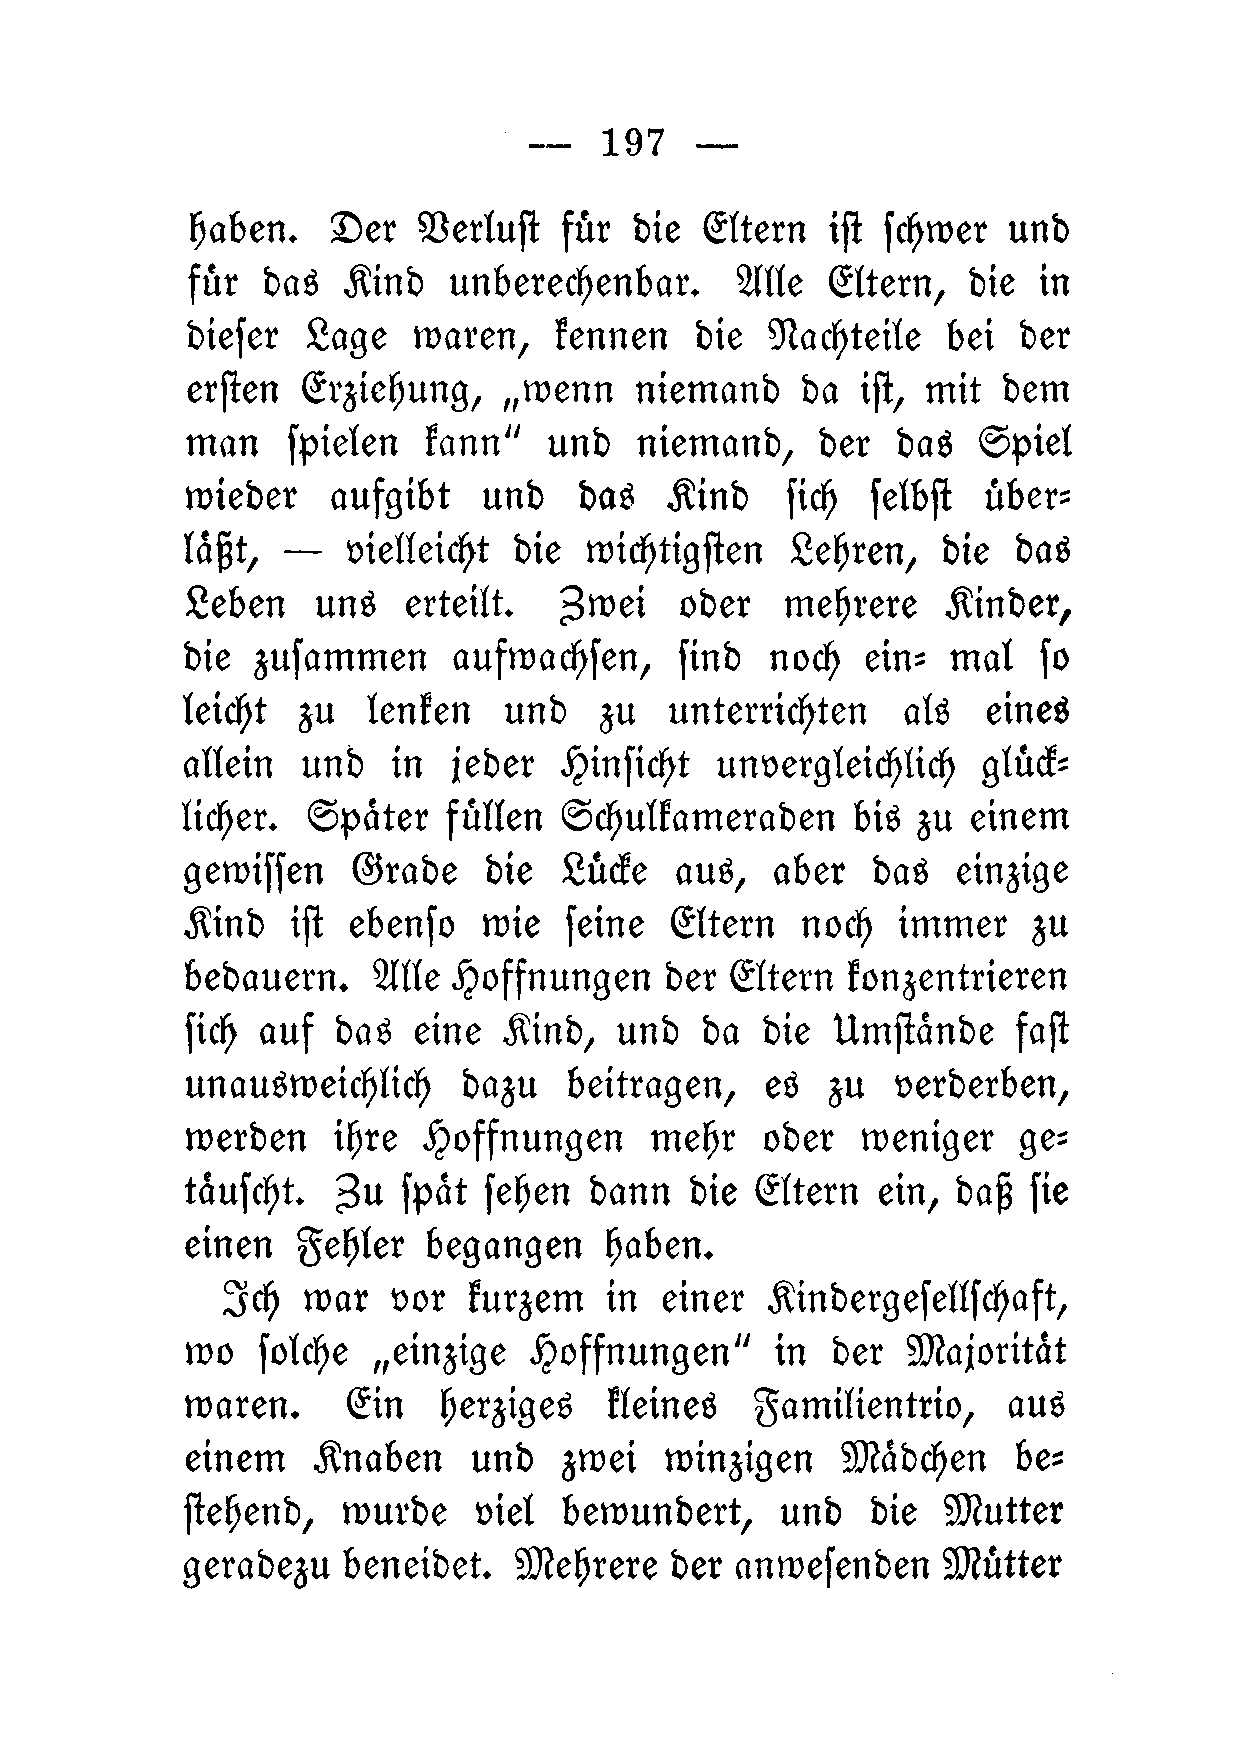 — 197 —
haben. Der Verluſt für die Eltern iſt ſchwer und
für das Kind unberechenbar. Alle Eltern, die in
dieſer Lage waren, kennen die Nachteile bei der
erſten Erziehung, „wenn niemand da iſt, mit dem
man ſpielen kann" und niemand, der das Spiel
wieder aufgibt und das Kind ſich ſelbſt über=
läßt, — vielleicht die wichtigſten Lehren, die das
Leben uns erteilt. Zwei oder mehrere Kinder,
die zuſammen aufwachſen, ſind noch ein= mal ſo
leicht zu lenken und zu unterrichten als eines
allein und in jeder Hinſicht unvergleichlich glück=
licher. Später füllen Schulkameraden bis zu einem
gewiſſen Grade die Lücke aus, aber das einzige
Kind iſt ebenſo wie ſeine Eltern noch immer zu
bedauern. Alle Hoffnungen der Eltern konzentrieren
ſich auf das eine Kind, und da die Umſtände faſt
unausweichlich dazu beitragen, es zu verderben,
werden ihre Hoffnungen mehr oder weniger ge=
täuſcht. Zu ſpät ſehen dann die Eltern ein, daß ſie
einen Fehler begangen haben.
Ich war vor kurzem in einer Kindergeſellſchaft,
wo ſolche „einzige Hoffnungen" in der Majorität
waren. Ein herziges kleines Familientrio, aus
einem Knaben und zwei winzigen Mädchen be=
ſtehend, wurde viel bewundert, und die Mutter
geradezu beneidet. Mehrere der anweſenden Mütter